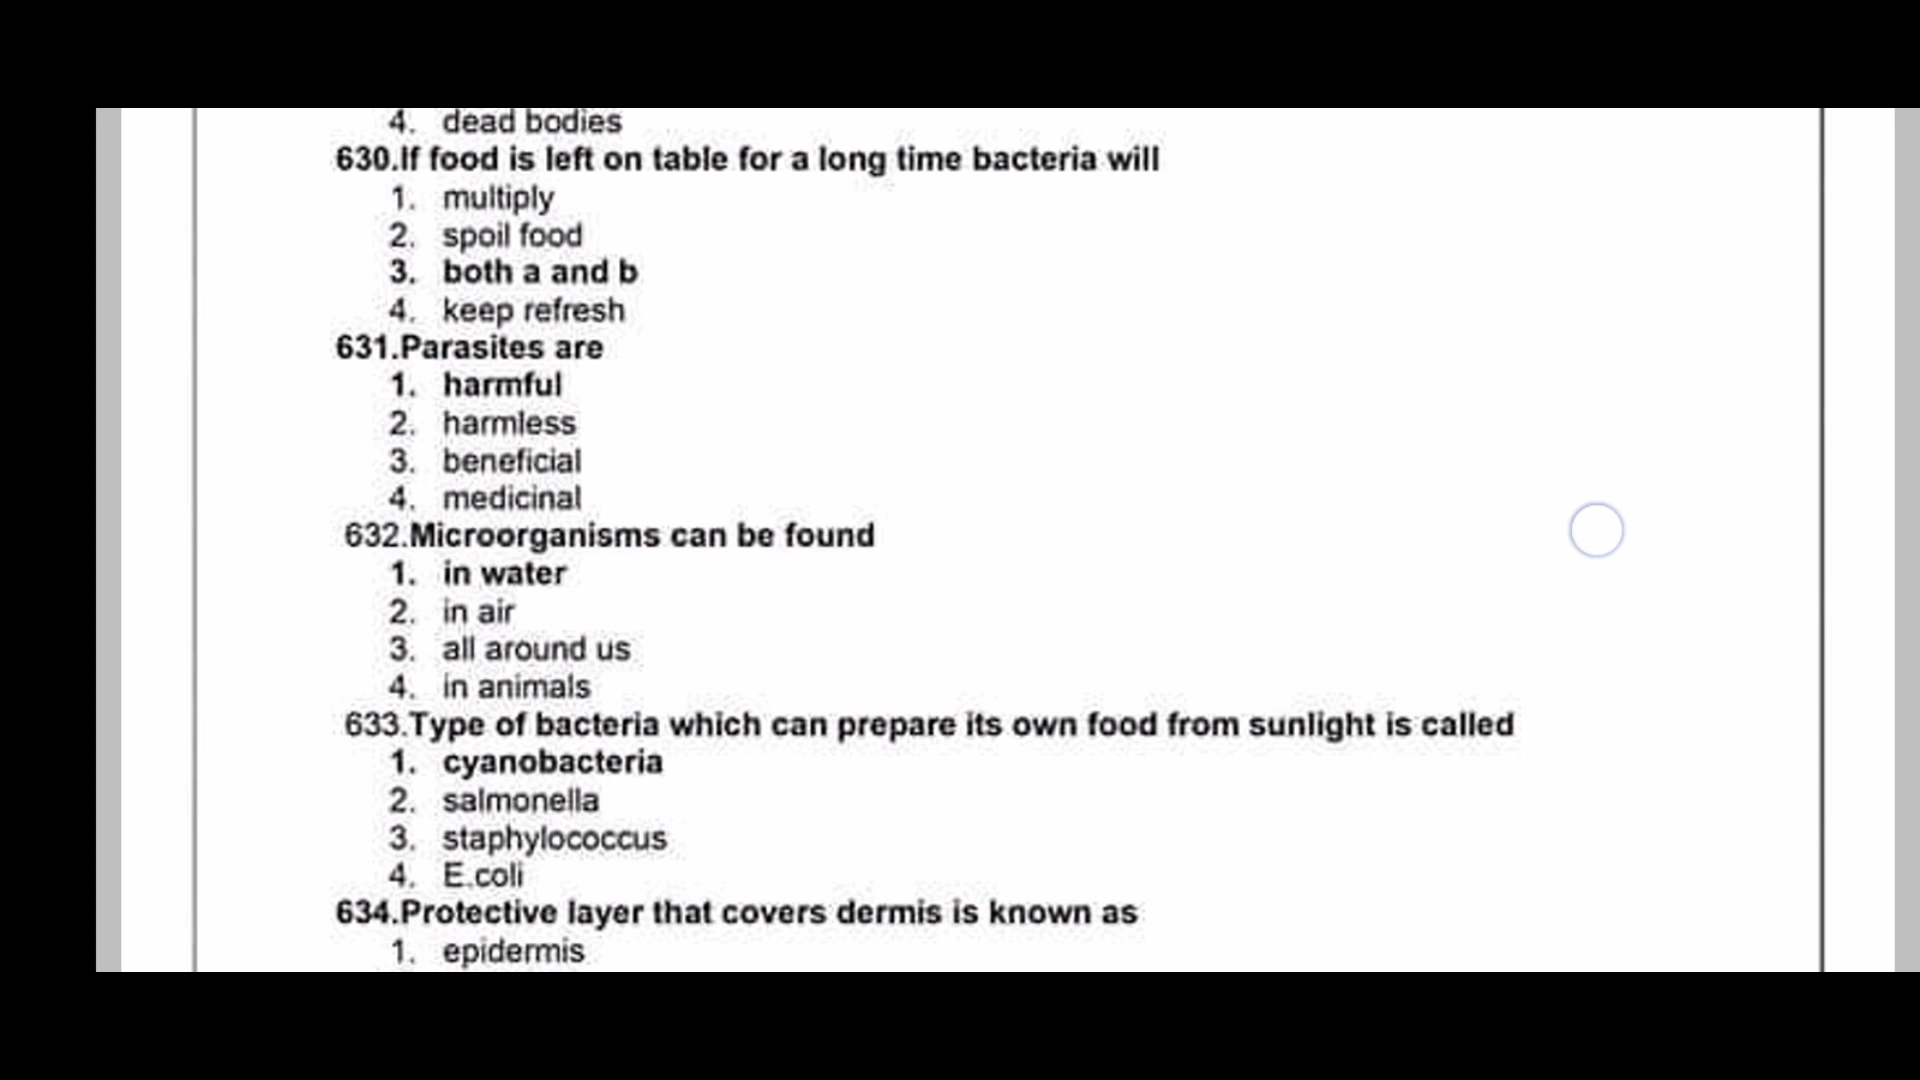 4. dead bodies
630.If food is left on table for a long time bacteria will
1. multiply
2. spoil food
3. both a and b
4. keep refresh
631.Parasites are
1. harmful
2. harmless
3. beneficial
4. medicinal
632.Microorganisms can be found
1. in water
2. in air
3. all around us
4. in animals
633.Type of bacteria which can prepare its own food from sunlight is called
1. cyanobacteria
2. salmonella
3. staphylococcus
4. E.coli
634.Protective layer that covers dermis is known as
1. epidermis